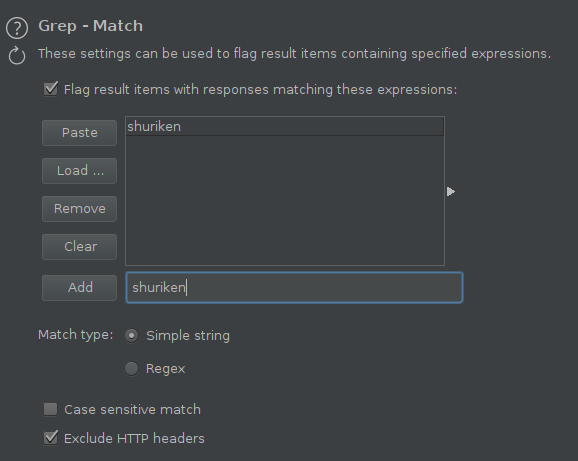 Grep - Match
These settings can be used to flag result items containing specified expressions.
Flag result items with responses matching these expressions:
Paste
shuriken
Load ...
Remove
Clear
Add
shuriken
Match type:
Simple string
Regex
Case sensitive match
Exclude HTTP headers